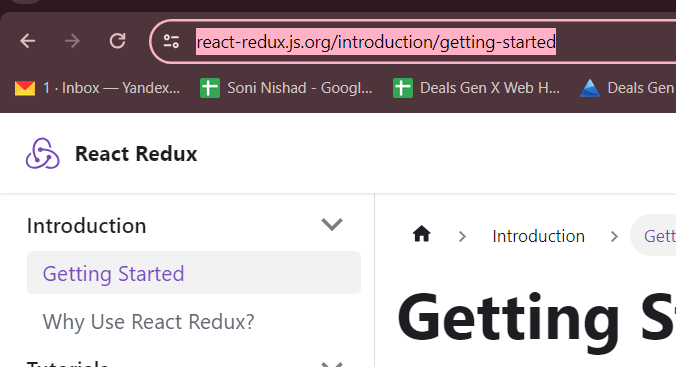 react-redux.js.org/introduction/getting-started
1 · Inbox — Yandex...
Soni Nishad - Googl...
Deals Gen X Web H...
Deals Gen
React Redux
Introduction
Getting Started
Why Use React Redux?
Tutorials
Introduction
Gett
Getting S